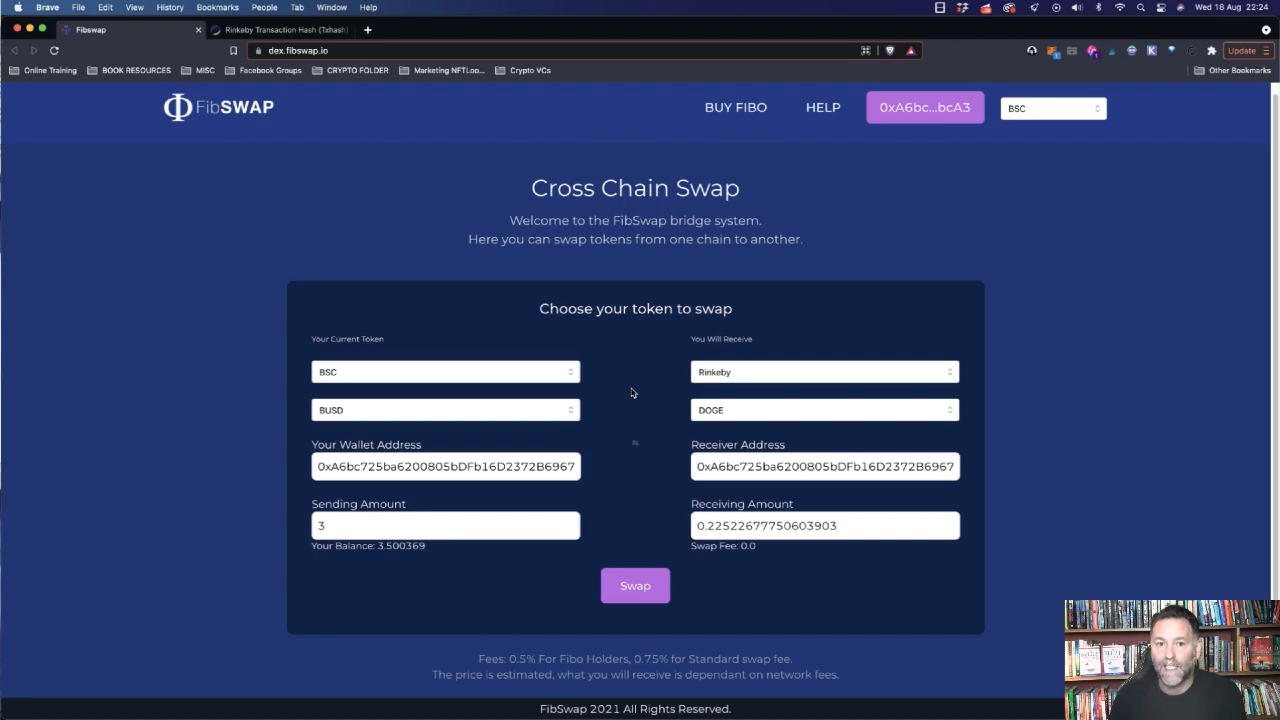 Brave File Edit View History Bookmarks People Tab Window Help
Wed 18 Aug 22:24
Fibswap
Rinkeby Transaction Hash (Txhash)
dex.fibswap.io
Update
Online Training
BOOK RESOURCES
MISC
Facebook Groups
CRYPTO FOLDER
Marketing NFTLoo...
Crypto VCs
Other Bookmarks
FibSWAP
BUY FIBO
HELP
0xA6bc...bcA3
BSC
Cross Chain Swap
Welcome to the FibSwap bridge system.
Here you can swap tokens from one chain to another.
Choose your token to swap
Your Current Token
You Will Receive
BSC
Rinkeby
BUSD
DOGE
Your Wallet Address
Receiver Address
0xA6bc725ba6200805bDFb16D2372B6967
0xA6bc725ba6200805bDFb16D2372B6967
Sending Amount
Receiving Amount
3
0.22522677750603903
Your Balance: 3.500369
Swap Fee: 0.0
Swap
Fees: 0.5% For Fibo Holders, 0.75% for Standard swap fee.
The price is estimated, what you will receive is dependant on network fees.
FibSwap 2021 All Rights Reserved.